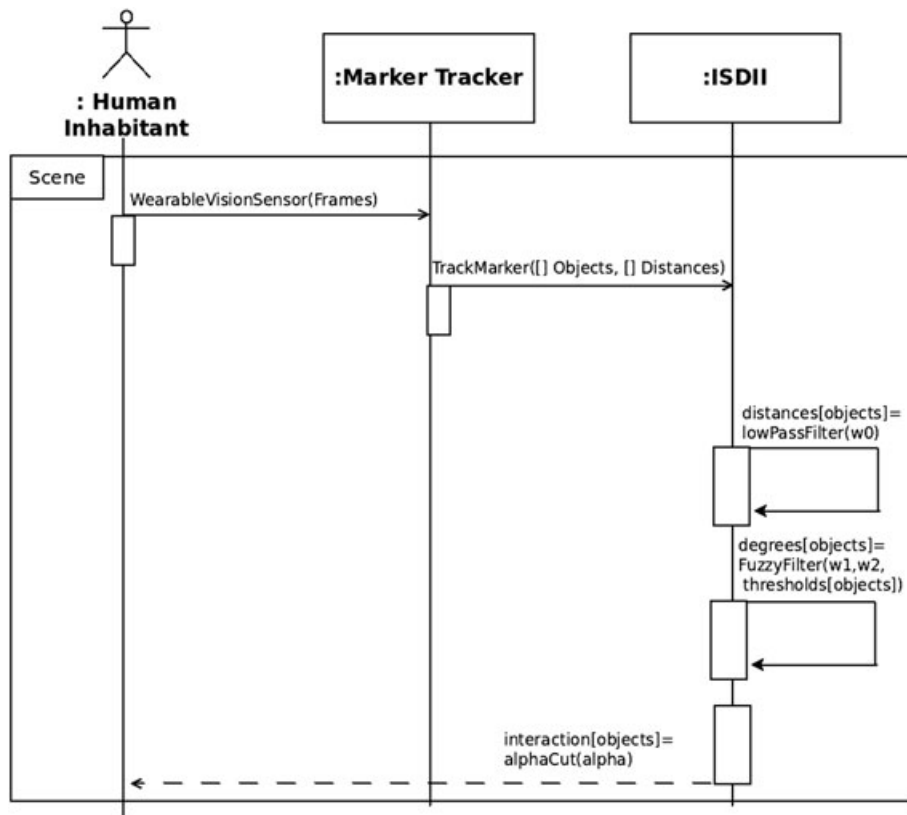 : Human
Inhabitant
:Marker Tracker
:ISDII
Scene
WearableVisionSensor(Frames)
TrackMarker([] Objects, [] Distances)
distances[objects]=
lowPassFilter(w0)
degrees[objects]=
FuzzyFilter(w1,w2,
thresholds[objects])
interaction[objects]=
alphaCut(alpha)